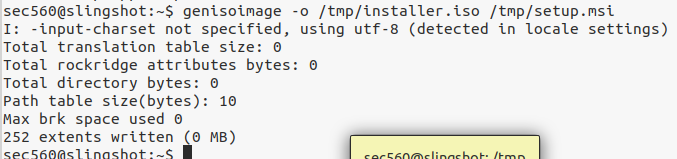 sec560@slingshot:~$ genisoimage -o /tmp/installer.iso /tmp/setup.msi
I: -input-charset not specified, using utf-8 (detected in locale settings)
Total translation table size: 0
Total rockridge attributes bytes: 0
Total directory bytes: 0
Path table size(bytes): 10
Max brk space used 0
252 extents written (0 MB)
sec560@slingshot:~$
sec560@slingshot: /tmp